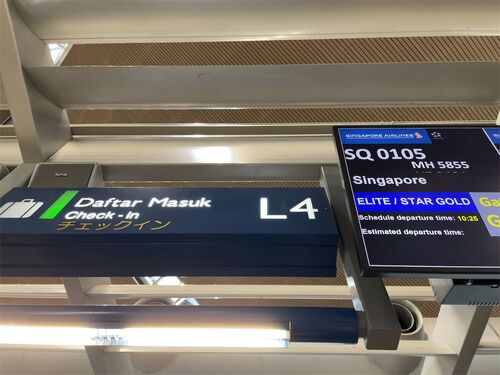 Daftar Masuk
Check - In
チェックイン
L4
SINGAPORE AIRLINES
SQ 0105
MH 5855
Singapore
ELITE / STAR GOLD
Schedule departure time: 10:25
Estimated departure time: